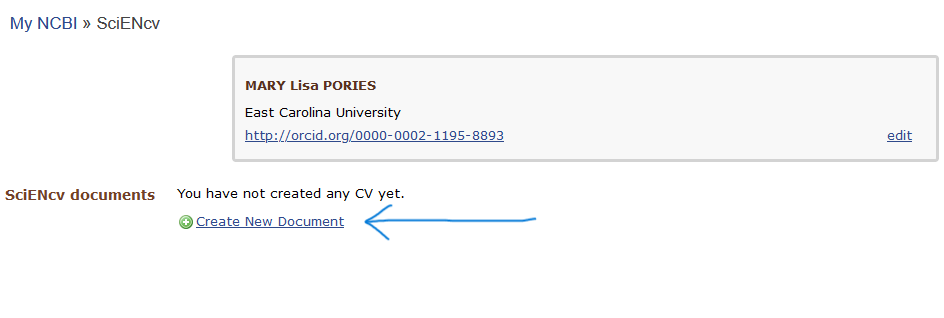 My NCBI » SciENcv
MARY Lisa PORIES
East Carolina University
http://orcid.org/0000-0002-1195-8893 edit
SciENcv documents You have not created any CV yet.
Create New Document